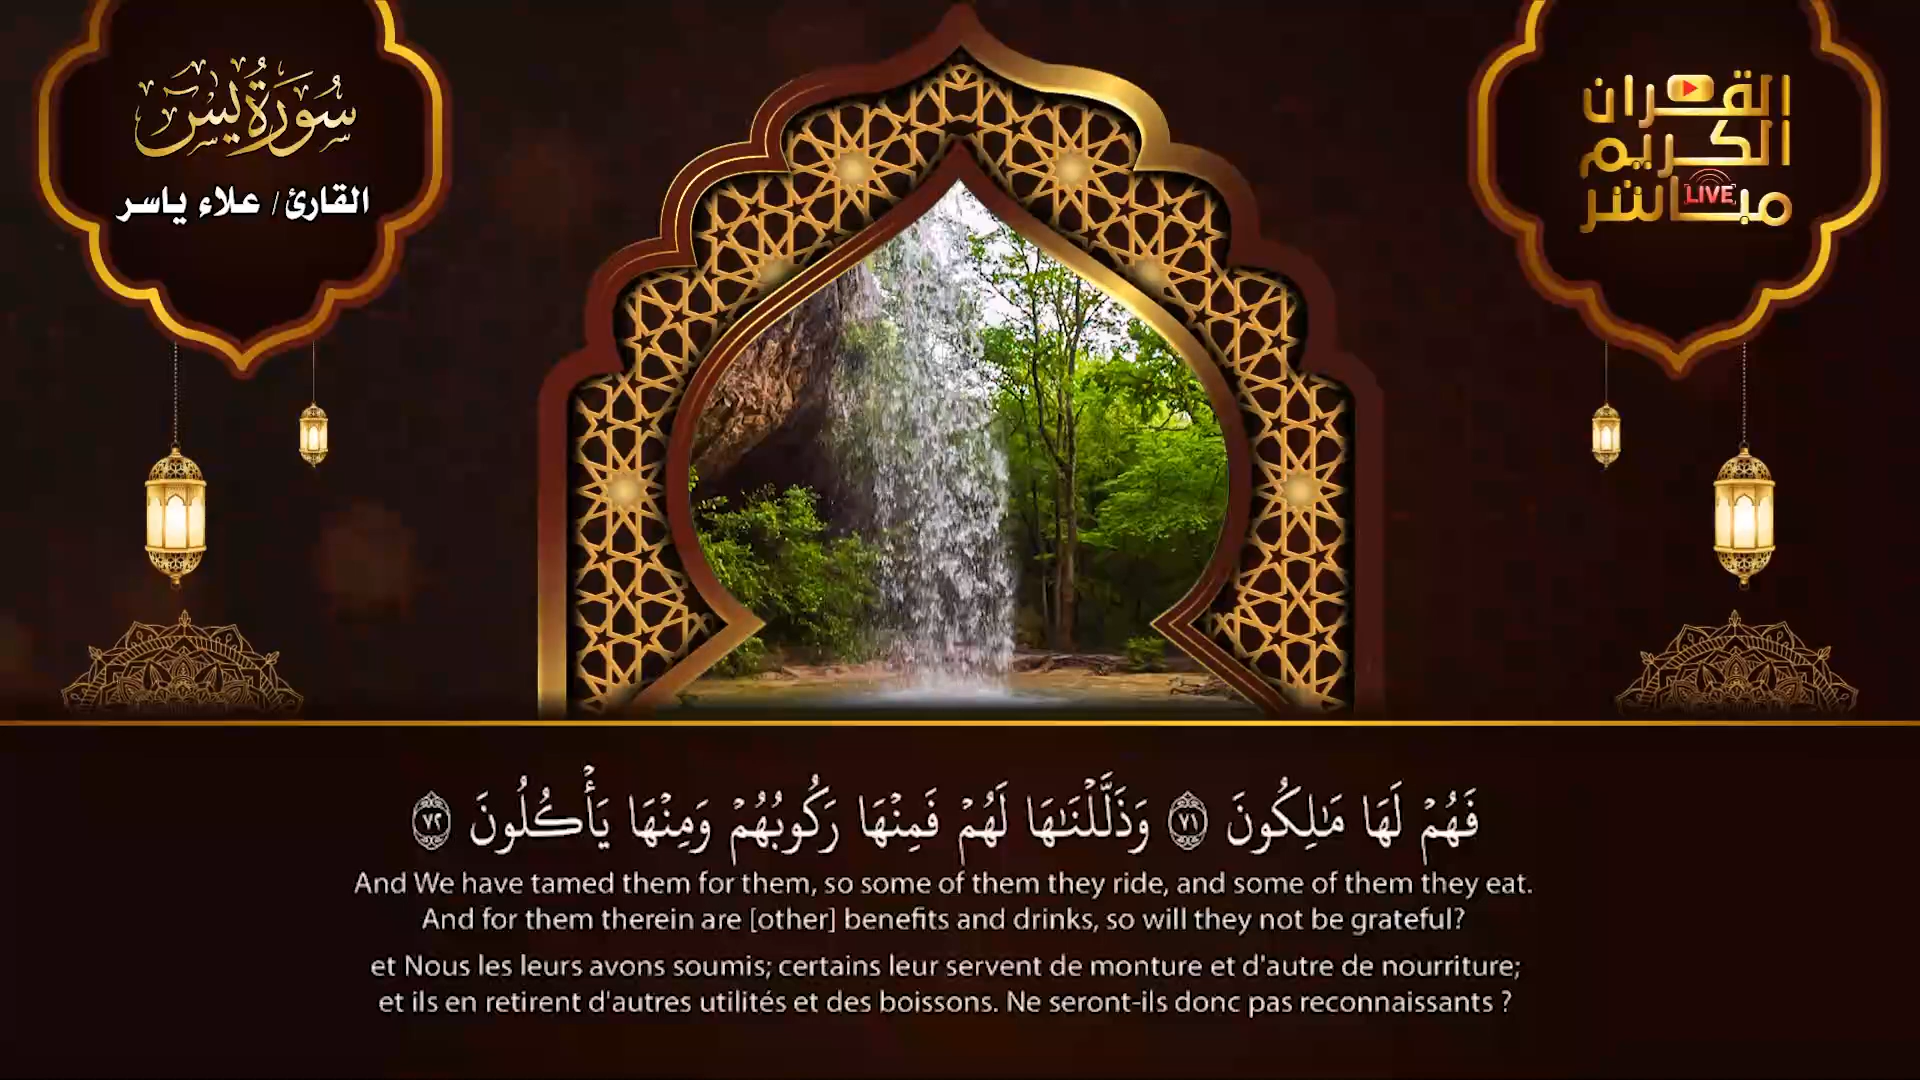 سُورَةُ يس
القارئ/ علاء ياسر
القرآن
الكريم
مباشر
LIVE
فَهُمْ لَهَا مَٰلِكُونَ ٧١ وَذَلَّلْنَٰهَا لَهُمْ فَمِنْهَا رَكُوبُهُمْ وَمِنْهَا يَأْكُلُونَ ٧٢
And We have tamed them for them, so some of them they ride, and some of them they eat.
And for them therein are [other] benefits and drinks, so will they not be grateful?
et Nous les leurs avons soumis; certains leur servent de monture et d'autre de nourriture;
et ils en retirent d'autres utilités et des boissons. Ne seront-ils donc pas reconnaissants ?